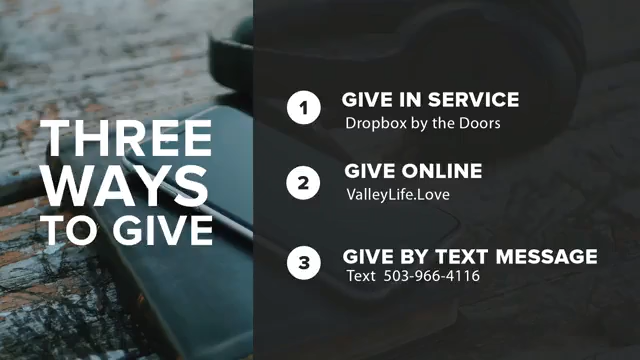 THREE
WAYS
TO GIVE
1 GIVE IN SERVICE
Dropbox by the Doors
2 GIVE ONLINE
ValleyLife.Love
3 GIVE BY TEXT MESSAGE
Text 503-966-4116